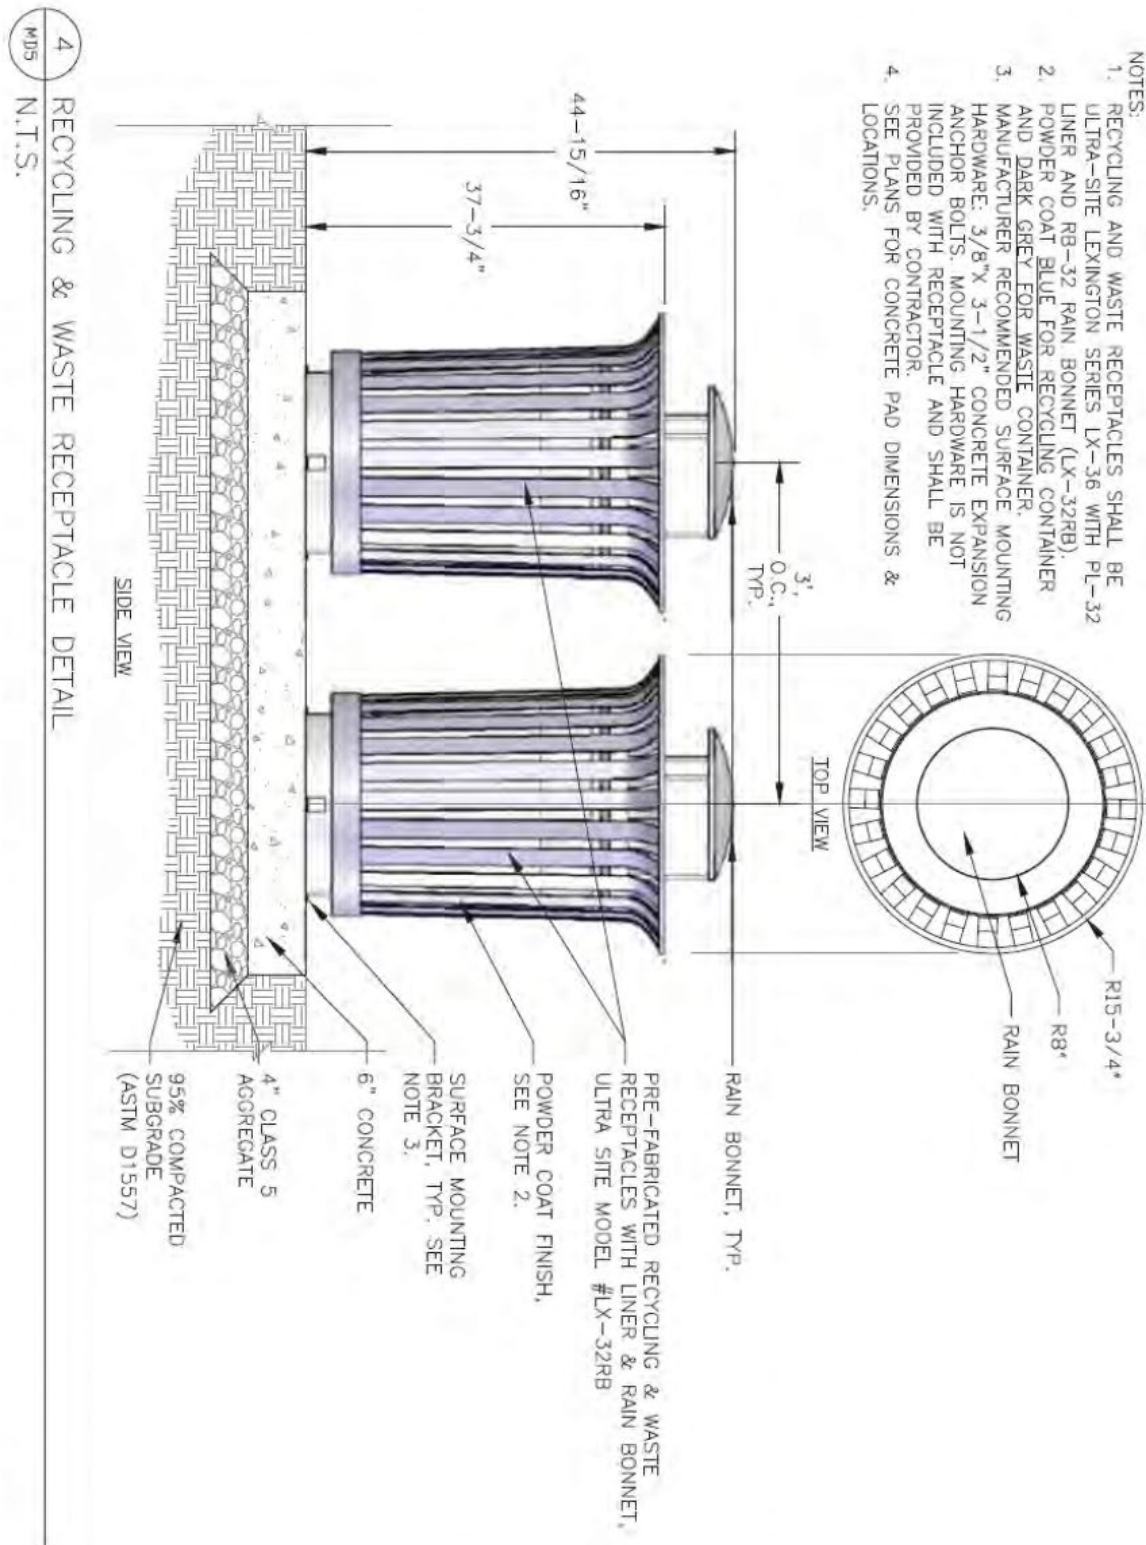 NOTES:
1. RECYCLING AND WASTE RECEPTACLES SHALL BE
ULTRA-SITE LEXINGTON SERIES LX-36 WITH PL-32
LINER AND RB-32 RAIN BONNET (LX-32RB).
2. POWDER COAT BLUE FOR RECYCLING CONTAINER
AND DARK GREY FOR WASTE CONTAINER.
3. MANUFACTURER RECOMMENDED SURFACE MOUNTING
HARDWARE: 3/8"X 3-1/2" CONCRETE EXPANSION
ANCHOR BOLTS. MOUNTING HARDWARE IS NOT
INCLUDED WITH RECEPTACLE AND SHALL BE
PROVIDED BY CONTRACTOR.
4. SEE PLANS FOR CONCRETE PAD DIMENSIONS &
LOCATIONS.
R15-3/4"
R8"
RAIN BONNET
TOP VIEW
3',
O.C.,
TYP.
RAIN BONNET, TYP.
44-15/16"
37-3/4"
PRE-FABRICATED RECYCLING & WASTE
RECEPTACLES WITH LINER & RAIN BONNET,
ULTRA SITE MODEL #LX-32RB
POWDER COAT FINISH,
SEE NOTE 2.
SURFACE MOUNTING
BRACKET, TYP. SEE
NOTE 3.
6" CONCRETE
4" CLASS 5
AGGREGATE
95% COMPACTED
SUBGRADE
(ASTM D1557)
SIDE VIEW
4
MD5
RECYCLING & WASTE RECEPTACLE DETAIL
N.T.S.